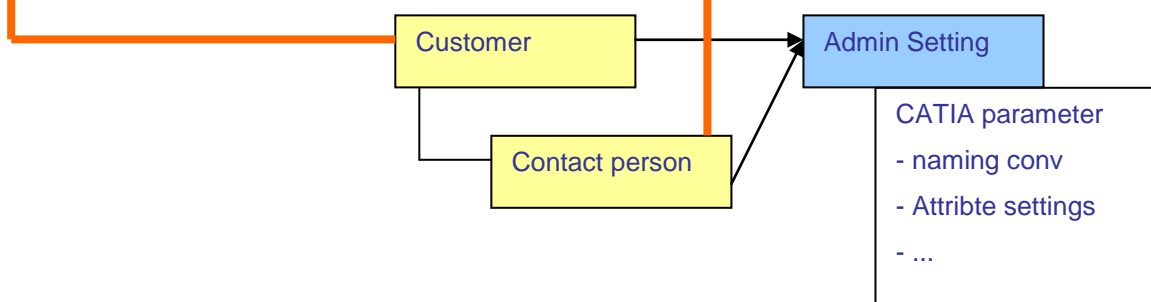 Customer
Admin Setting
Contact person
CATIA parameter
- naming conv
- Attribte settings
- ...